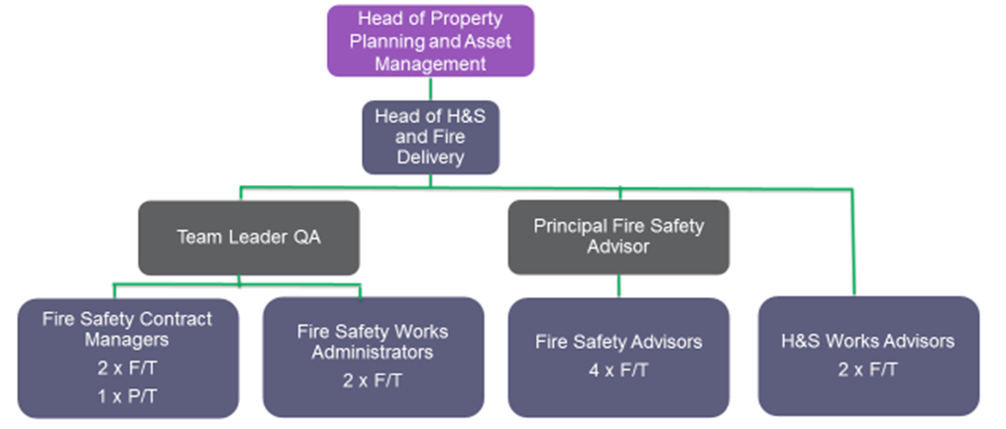 Head of Property
Planning and Asset
Management
Head of H&S
and Fire
Delivery
Team Leader QA
Principal Fire Safety
Advisor
Fire Safety Contract
Managers
2 x F/T
1 x P/T
Fire Safety Works
Administrators
2 x F/T
Fire Safety Advisors
4 x F/T
H&S Works Advisors
2 x F/T